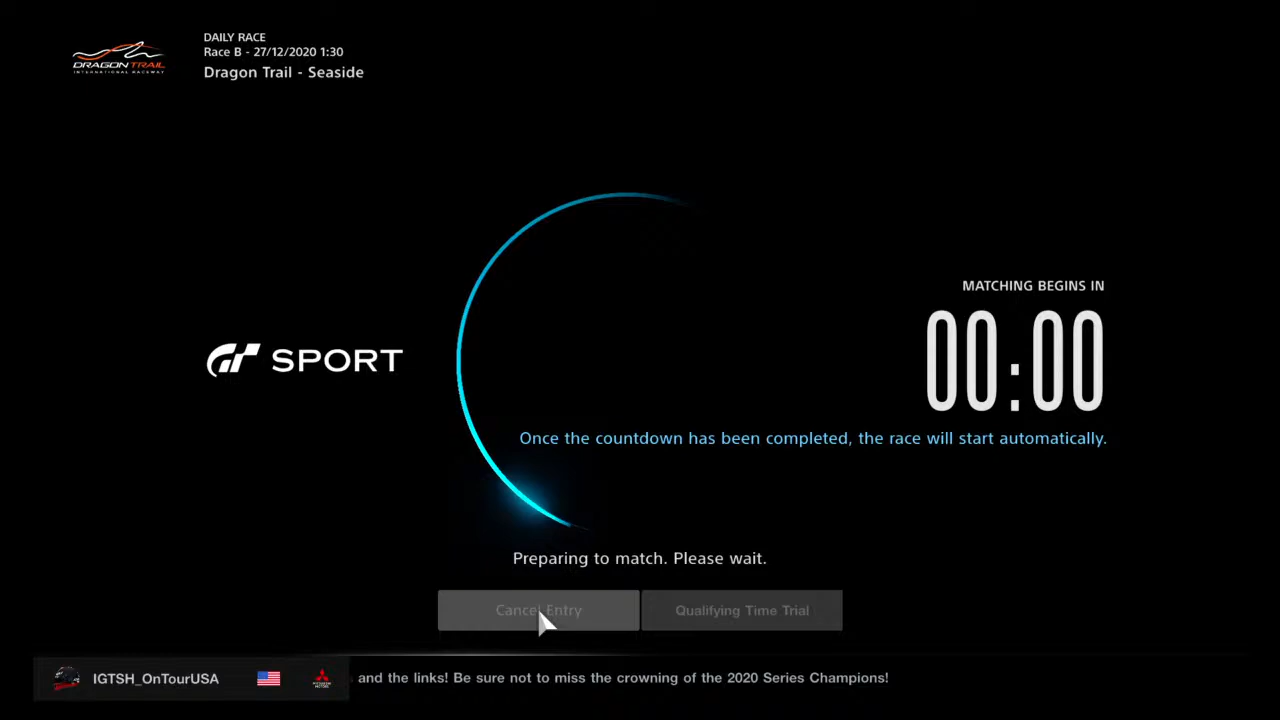 DRAGON TRAIL
INTERNATIONAL RACEWAY
DAILY RACE
Race B - 27/12/2020 1:30
Dragon Trail - Seaside
MATCHING BEGINS IN
00:00
GT SPORT
Once the countdown has been completed, the race will start automatically.
Preparing to match. Please wait.
Cancel Entry
Qualifying Time Trial
IGTSH_OnTourUSA
MITSUBISHI MOTORS
and the links! Be sure not to miss the crowning of the 2020 Series Champions!